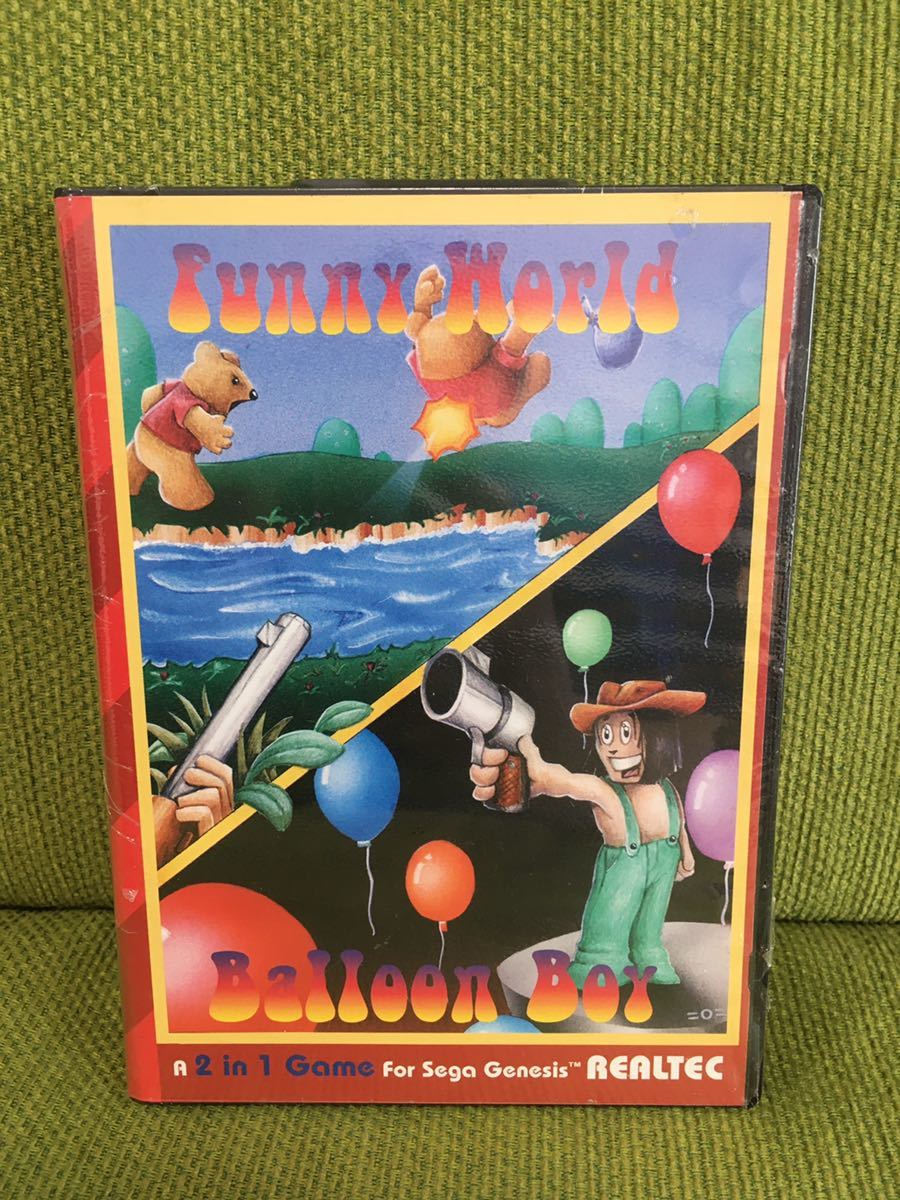 Funny World
Balloon Boy
=O=
A 2 in 1 Game For Sega Genesis™ REALTEC